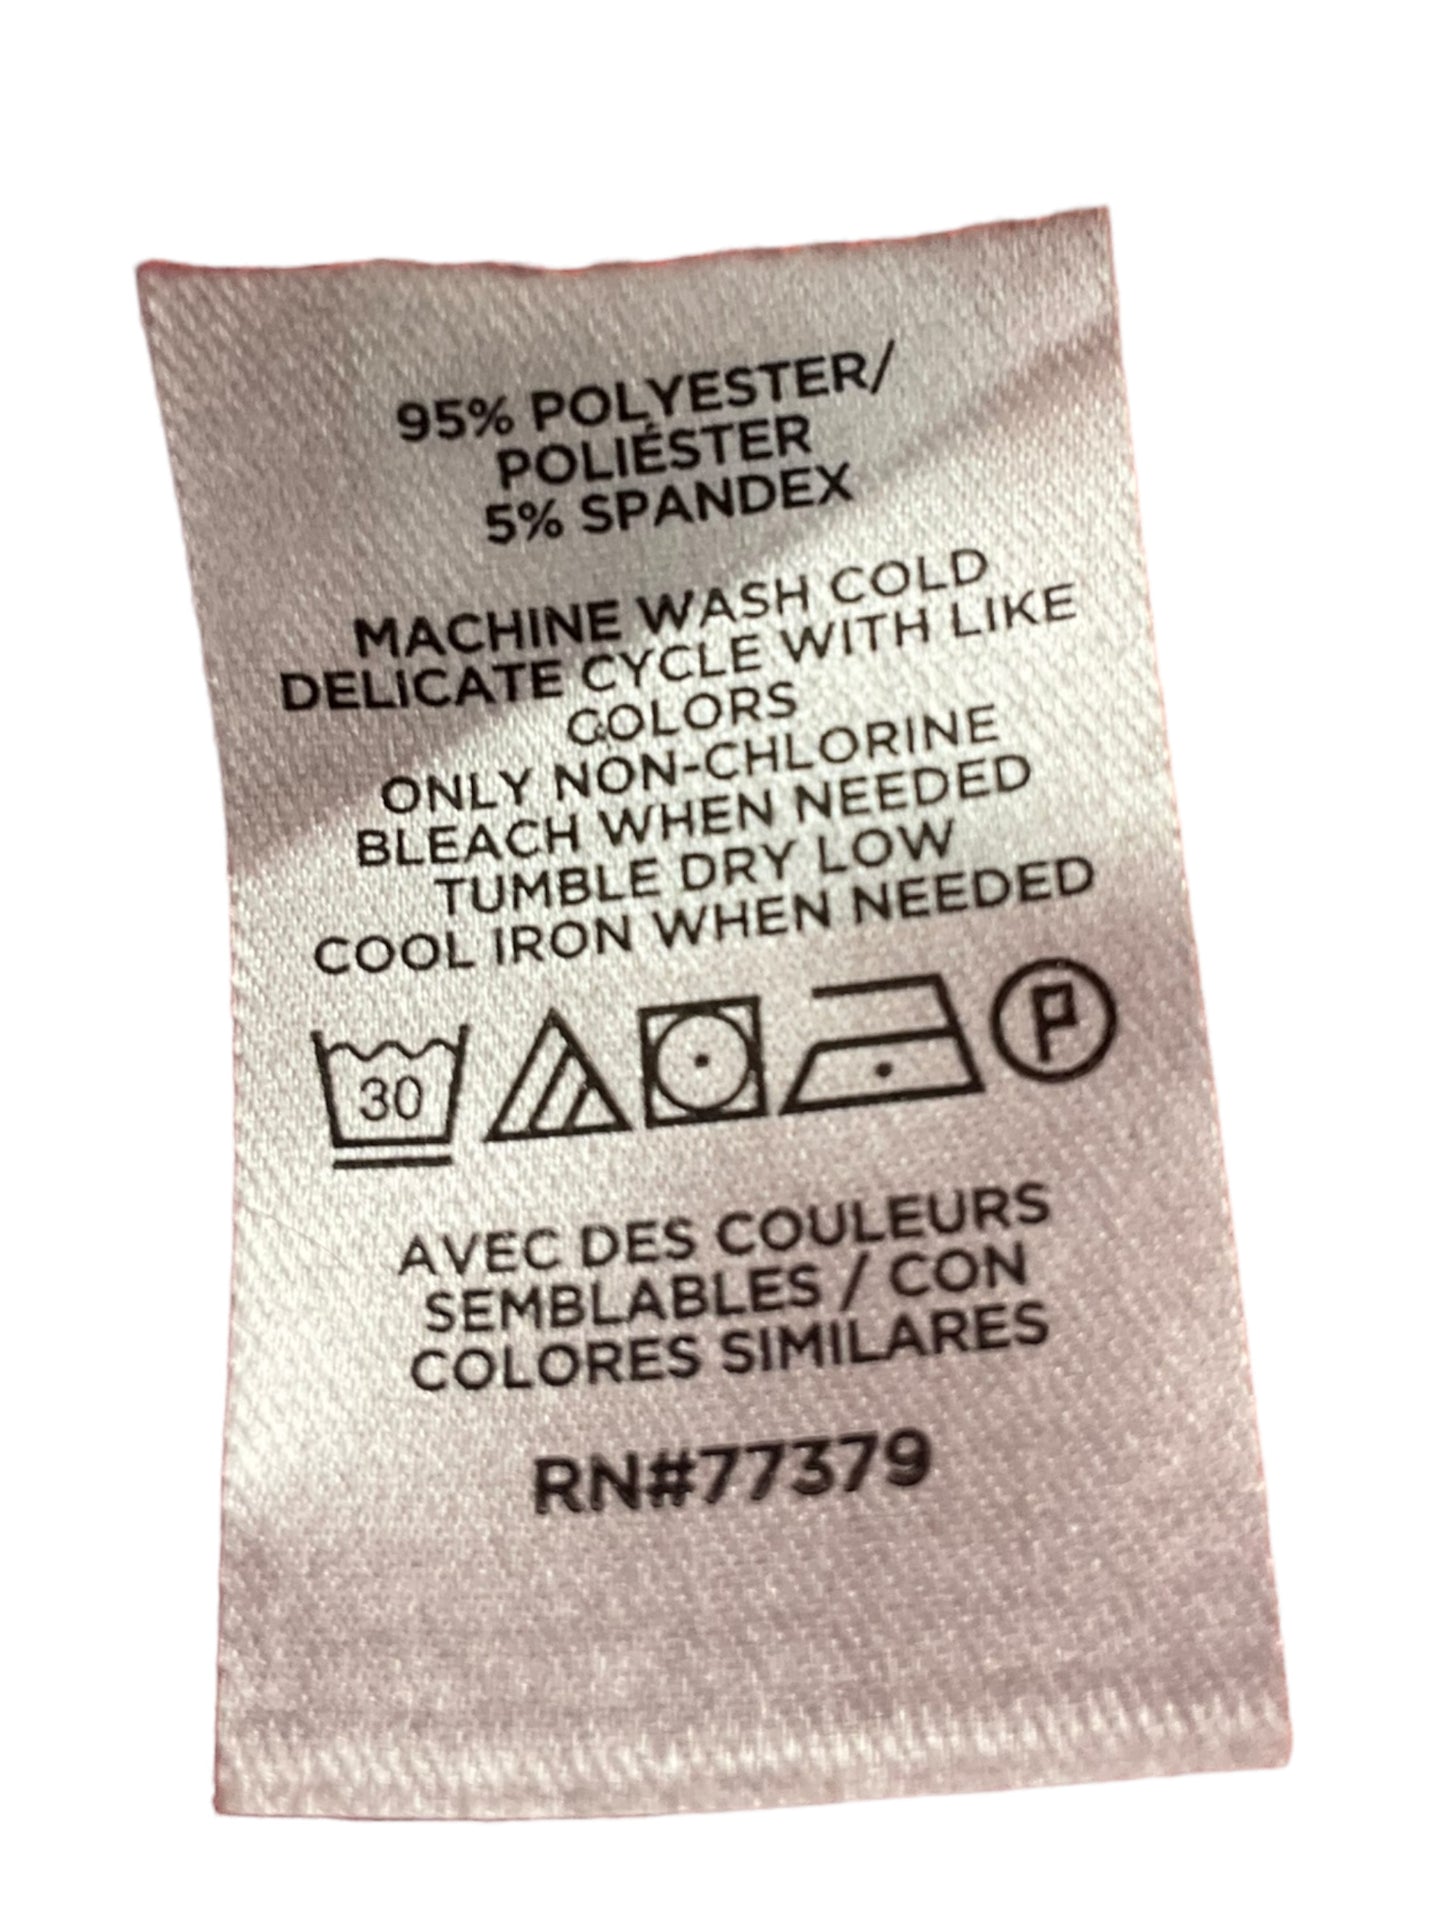 95% POLYESTER/
POLIÉSTER
5% SPANDEX
MACHINE WASH COLD
DELICATE CYCLE WITH LIKE
COLORS
ONLY NON-CHLORINE
BLEACH WHEN NEEDED
TUMBLE DRY LOW
COOL IRON WHEN NEEDED
30 P
AVEC DES COULEURS
SEMBLABLES / CON
COLORES SIMILARES
RN#77379